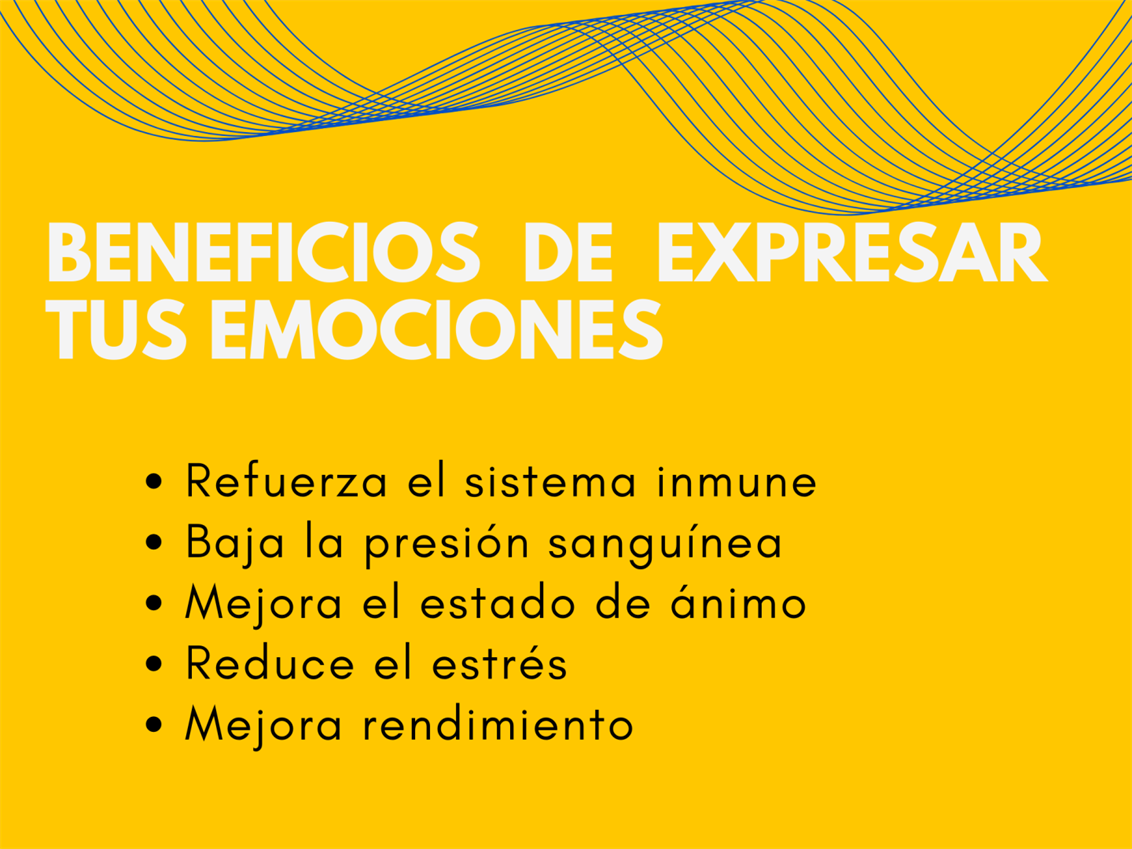 BENEFICIOS DE EXPRESAR
TUS EMOCIONES
• Refuerza el sistema inmune
• Baja la presión sanguínea
• Mejora el estado de ánimo
• Reduce el estrés
• Mejora rendimiento